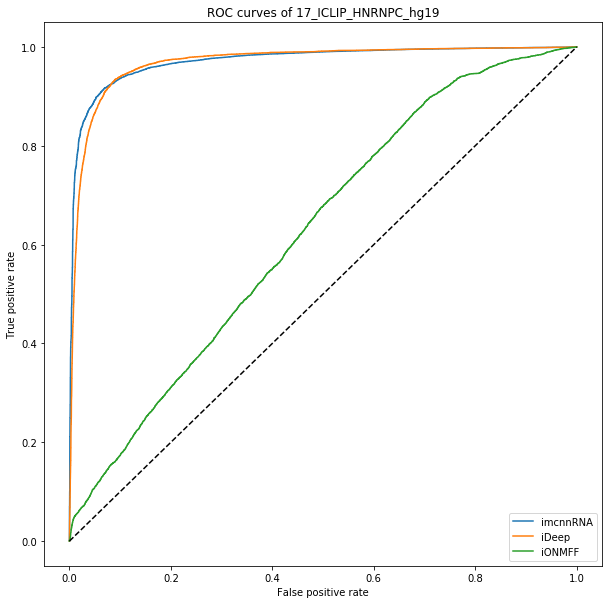 ROC curves of 17_ICLIP_HNRNPC_hg19
1.0
0.8
0.6
0.4
0.2
0.0
True positive rate
0.0 0.2 0.4 0.6 0.8 1.0
False positive rate
imcnnRNA
iDeep
iONMFF